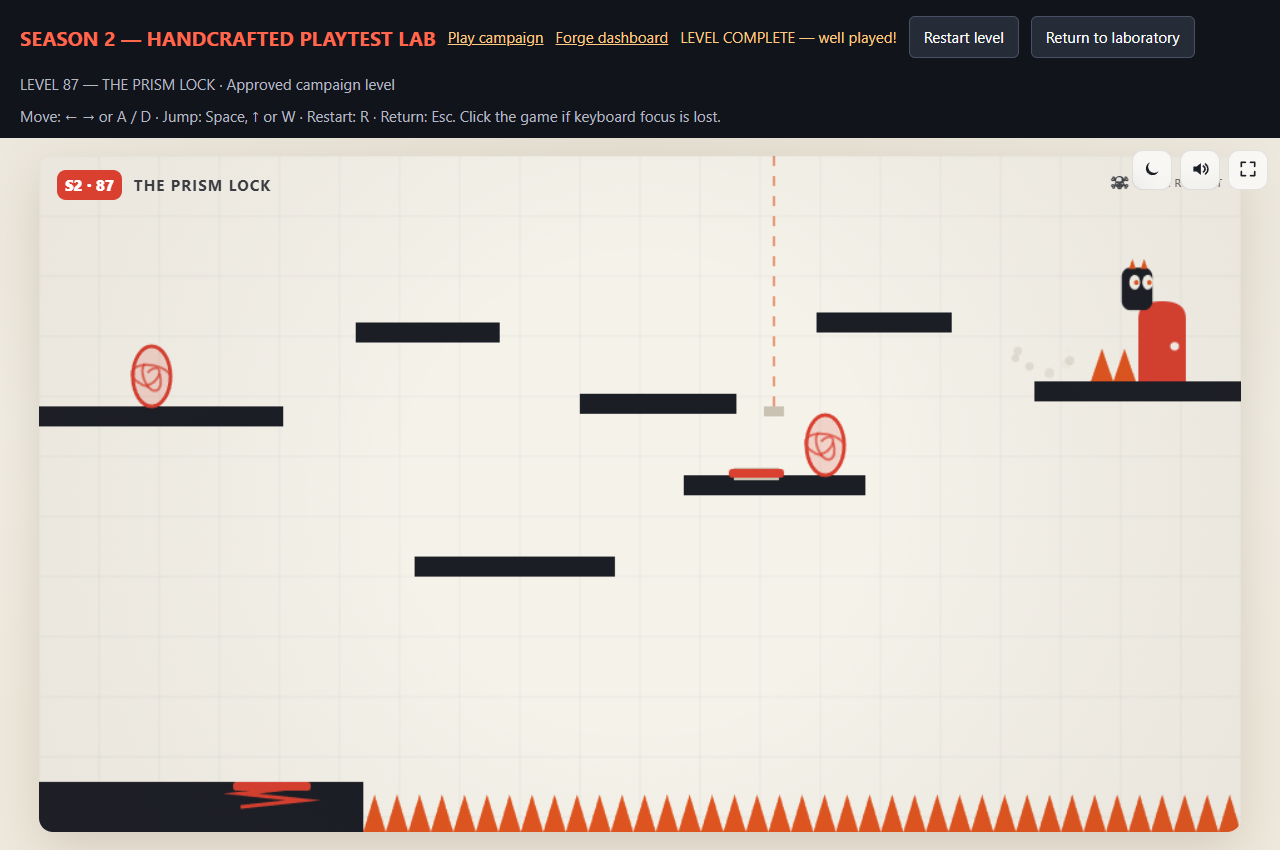 SEASON 2 — HANDCRAFTED PLAYTEST LAB Play campaign Forge dashboard LEVEL COMPLETE — well played! Restart level Return to laboratory
LEVEL 87 — THE PRISM LOCK · Approved campaign level
Move: ← → or A / D · Jump: Space, ↑ or W · Restart: R · Return: Esc. Click the game if keyboard focus is lost.
S2 · 87 THE PRISM LOCK